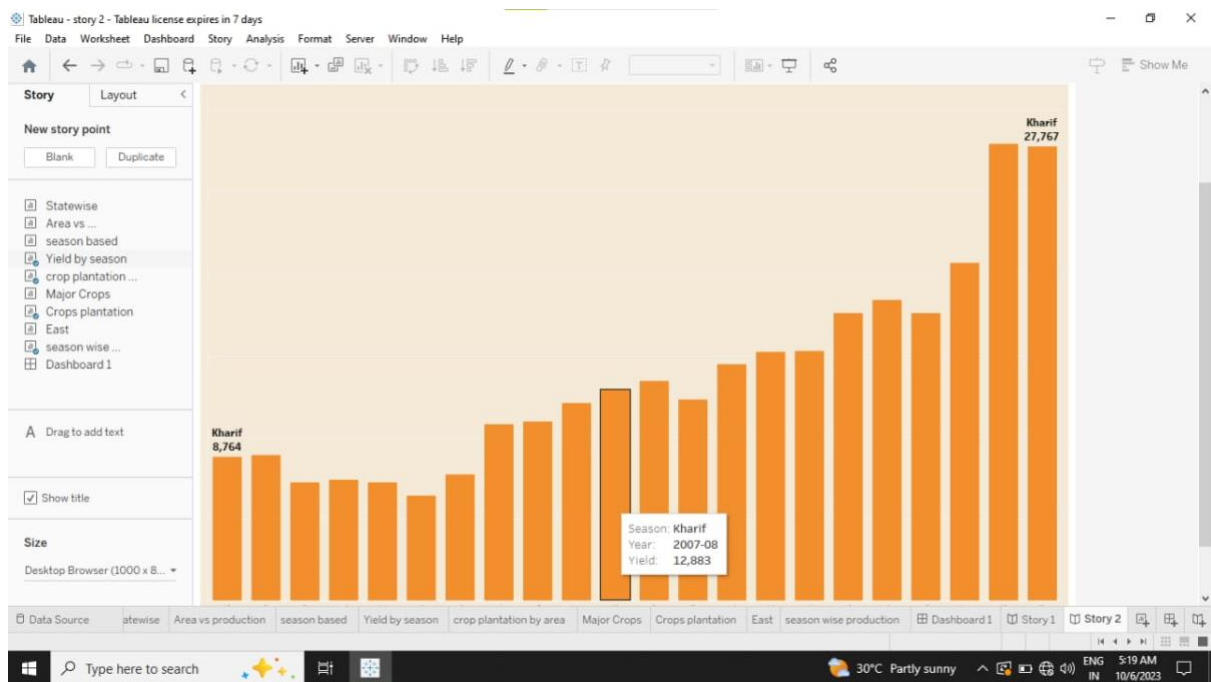 Tableau - story 2 - Tableau license expires in 7 days
File Data Worksheet Dashboard Story Analysis Format Server Window Help
Show Me
Story Layout
New story point
Blank Duplicate
Statewise
Area vs ...
season based
Yield by season
crop plantation ...
Major Crops
Crops plantation
East
season wise ...
Dashboard 1
A Drag to add text
Show title
Size
Desktop Browser (1000 x 8...
Kharif
27,767
Kharif
8,764
Season: Kharif
Year: 2007-08
Yield: 12,883
Data Source atewise Area vs production season based Yield by season crop plantation by area Major Crops Crops plantation East season wise production Dashboard 1 Story 1 Story 2
Type here to search 30°C Partly sunny ENG 5:19 AM
IN 10/6/2023